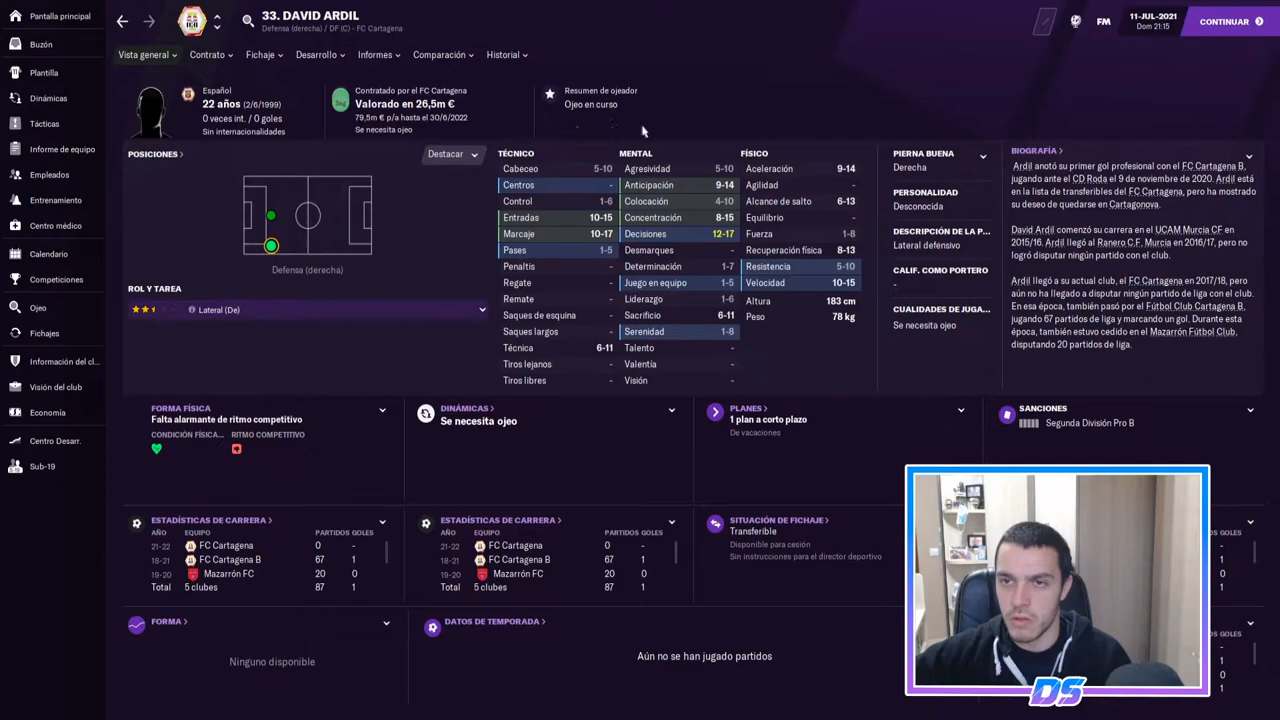 Pantalla principal
Buzón
Plantilla
Dinámicas
Tácticas
Informe de equipo
Empleados
Entrenamiento
Centro médico
Calendario
Competiciones
Ojeo
Fichajes
Información del cl...
Visión del club
Economía
Centro Desarr.
Sub-19
33. DAVID ARDIL
Defensa (derecha) / DF (C) - FC Cartagena
FM
11-JUL-2021
Dom 21:15
CONTINUAR
Vista general
Contrato
Fichaje
Desarrollo
Informes
Comparación
Historial
Español
22 años (2/6/1999)
0 veces int. / 0 goles
Sin internacionalidades
Seg
Contratado por el FC Cartagena
Valorado en 26,5m €
79,5m € p/a hasta el 30/6/2022
Se necesita ojeo
Resumen de ojeador
Ojeo en curso
POSICIONES
Destacar
Defensa (derecha)
ROL Y TAREA
Lateral (De)
TÉCNICO
Cabeceo 5-10
Centros -
Control 1-6
Entradas 10-15
Marcaje 10-17
Pases 1-5
Penaltis -
Regate -
Remate -
Saques de esquina -
Saques largos -
Técnica 6-11
Tiros lejanos -
Tiros libres -
MENTAL
Agresividad 5-10
Anticipación 9-14
Colocación 4-10
Concentración 8-15
Decisiones 12-17
Desmarques -
Determinación 1-7
Juego en equipo 1-5
Liderazgo 1-6
Sacrificio 6-11
Serenidad 1-8
Talento -
Valentía -
Visión -
FÍSICO
Aceleración 9-14
Agilidad -
Alcance de salto 6-13
Equilibrio -
Fuerza 1-8
Recuperación física 8-13
Resistencia 5-10
Velocidad 10-15
Altura 183 cm
Peso 78 kg
PIERNA BUENA
Derecha
PERSONALIDAD
Desconocida
DESCRIPCIÓN DE LA P...
Lateral defensivo
CALIF. COMO PORTERO
-
CUALIDADES DE JUGA...
Se necesita ojeo
BIOGRAFÍA
Ardil anotó su primer gol profesional con el FC Cartagena B,
jugando ante el CD Roda el 9 de noviembre de 2020. Ardil está
en la lista de transferibles del FC Cartagena, pero ha mostrado
su deseo de quedarse en Cartagonova.
David Ardil comenzó su carrera en el UCAM Murcia CF en
2015/16. Ardil llegó al Ranero C.F. Murcia en 2016/17, pero no
logró disputar ningún partido con el club.
Ardil llegó a su actual club, el FC Cartagena en 2017/18, pero
aún no ha llegado a disputar ningún partido de liga con el club.
En esa época, también pasó por el Fútbol Club Cartagena B,
jugando 67 partidos de liga y marcando un gol. Durante esta
época, también estuvo cedido en el Mazarrón Fútbol Club,
disputando 20 partidos de liga.
FORMA FÍSICA
Falta alarmante de ritmo competitivo
CONDICIÓN FÍSICA... RITMO COMPETITIVO
DINÁMICAS
Se necesita ojeo
PLANES
1 plan a corto plazo
De vacaciones
SANCIONES
Segunda División Pro B
ESTADÍSTICAS DE CARRERA
AÑO EQUIPO PARTIDOS GOLES
21-22 FC Cartagena 0 -
18-21 FC Cartagena B 67 1
19-20 Mazarrón FC 20 0
Total 5 clubes 87 1
ESTADÍSTICAS DE CARRERA
AÑO EQUIPO PARTIDOS GOLES
21-22 FC Cartagena 0 -
18-21 FC Cartagena B 67 1
19-20 Mazarrón FC 20 0
Total 5 clubes 87 1
SITUACIÓN DE FICHAJE
Transferible
Disponible para cesión
Sin instrucciones para el director deportivo
GOLES
-
1
0
1
FORMA
Ninguno disponible
DATOS DE TEMPORADA
Aún no se han jugado partidos
GOLES
-
1
0
1
DS